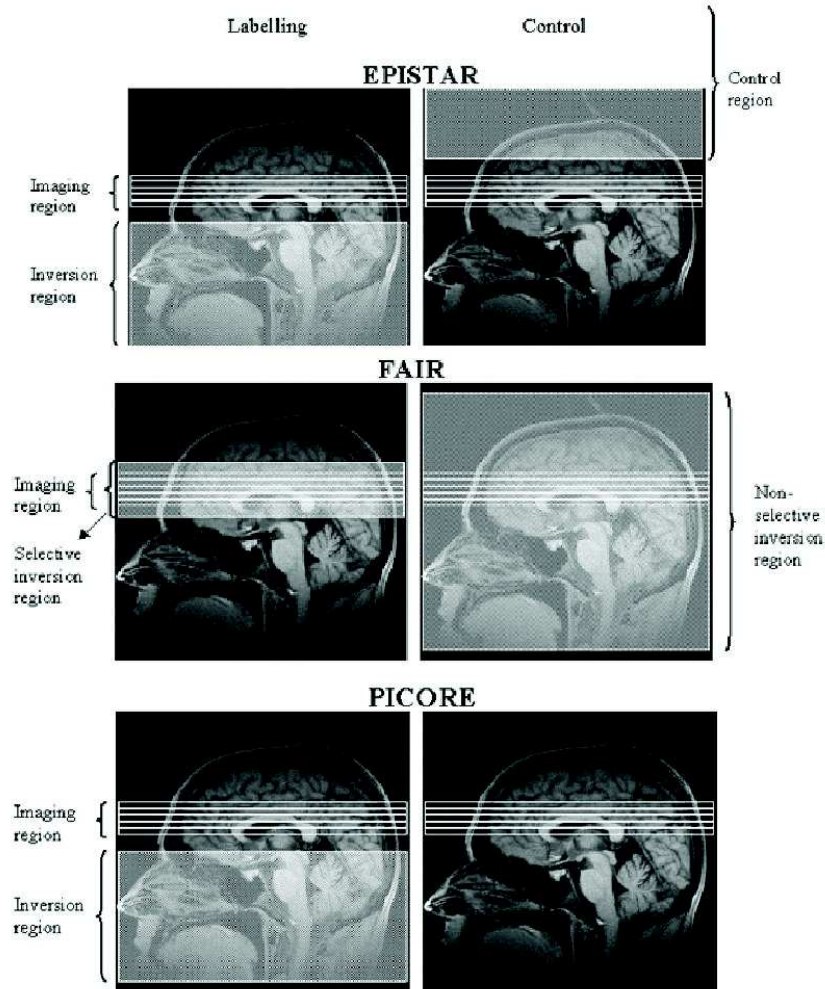 Labelling
Control
EPISTAR
Control
region
Imaging
region
Inversion
region
FAIR
Imaging
region
Selective
inversion
region
Non-
selective
inversion
region
PICORE
Imaging
region
Inversion
region